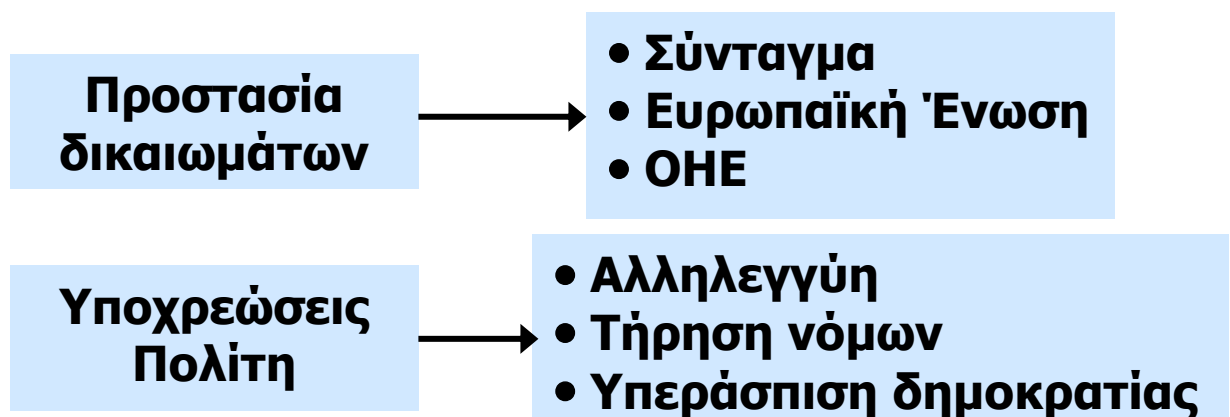 Προστασία
δικαιωμάτων
• Σύνταγμα
• Ευρωπαϊκή Ένωση
• ΟΗΕ
Υποχρεώσεις
Πολίτη
• Αλληλεγγύη
• Τήρηση νόμων
• Υπεράσπιση δημοκρατίας